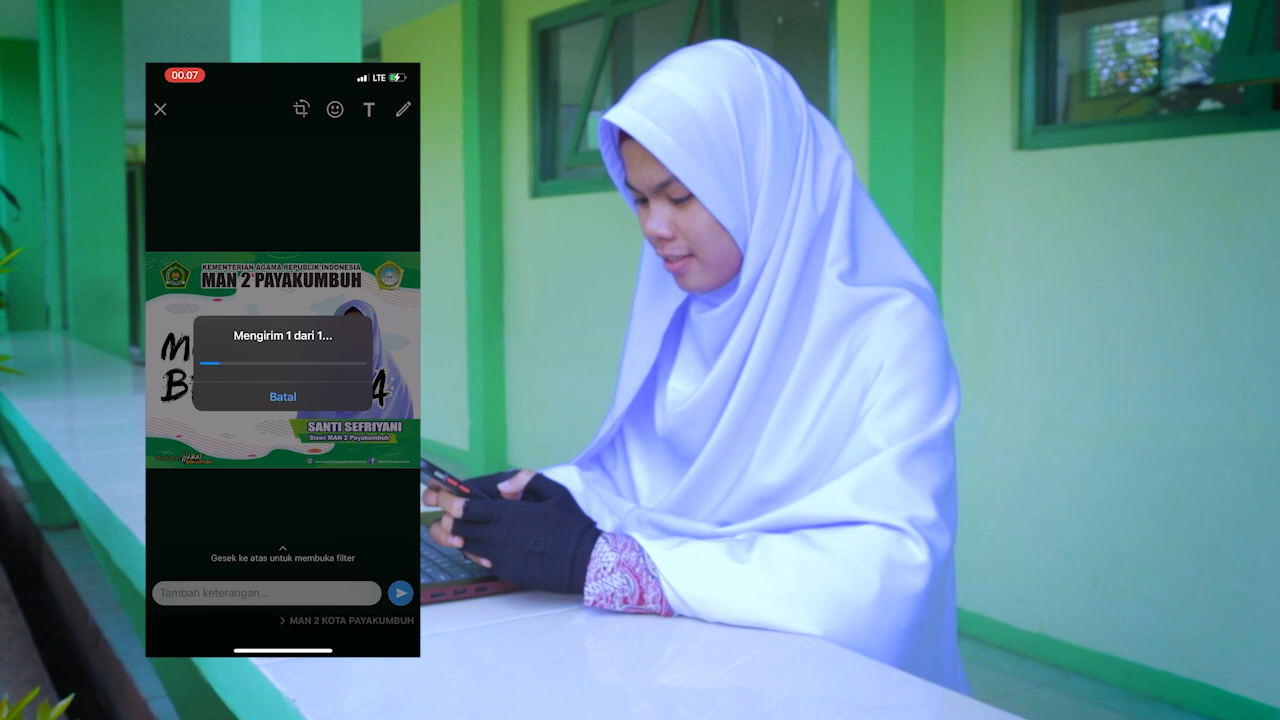 00.07
LTE
T
KEMENTERIAN AGAMA REPUBLIK INDONESIA
MAN 2 PAYAKUMBUH
Mengirim 1 dari 1...
Batal
SANTI SEFRIYANI
Siswi MAN 2 Payakumbuh
Gesek ke atas untuk membuka filter
Tambah keterangan...
MAN 2 KOTA PAYAKUMBUH